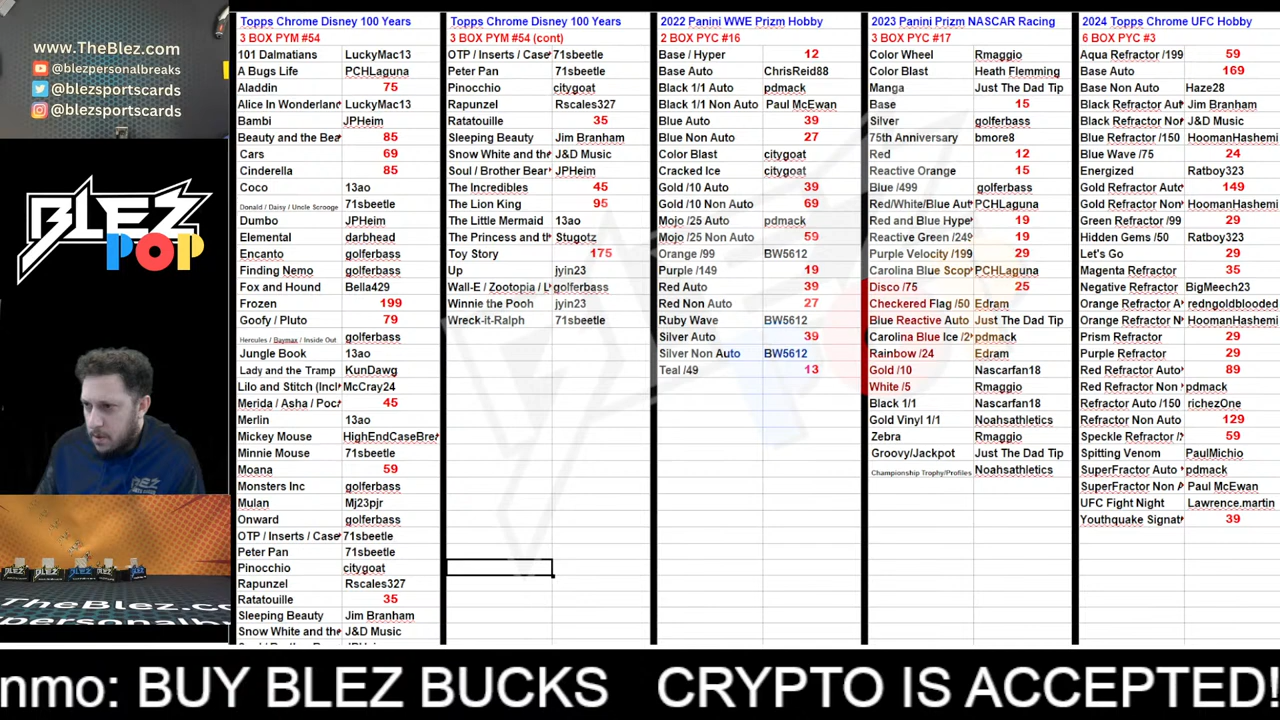 www.TheBlez.com
@blezpersonalbreaks
@blezsportscards
@blezsportscards
BLEZ
POP
TheBlez.co
personalb
Topps Chrome Disney 100 Years
3 BOX PYM #54
101 Dalmatians LuckyMac13
A Bugs Life PCHLaguna
Aladdin 75
Alice In Wonderlan LuckyMac13
Bambi JPHeim
Beauty and the Bea 85
Cars 69
Cinderella 85
Coco 13ao
Donald / Daisy / Uncle Scrooge 71sbeetle
Dumbo JPHeim
Elemental darbhead
Encanto golferbass
Finding Nemo golferbass
Fox and Hound Bella429
Frozen 199
Goofy / Pluto 79
Hercules / Baymax / Inside Out golferbass
Jungle Book 13ao
Lady and the Tramp KunDawg
Lilo and Stitch (Incl McCray24
Merida / Asha / Poc 45
Merlin 13ao
Mickey Mouse HighEndCaseBre
Minnie Mouse 71sbeetle
Moana 59
Monsters Inc golferbass
Mulan Mj23pjr
Onward golferbass
OTP / Inserts / Case 71sbeetle
Peter Pan 71sbeetle
Pinocchio citygoat
Rapunzel Rscales327
Ratatouille 35
Sleeping Beauty Jim Branham
Snow White and the J&D Music
Topps Chrome Disney 100 Years
3 BOX PYM #54 (cont)
OTP / Inserts / Case 71sbeetle
Peter Pan 71sbeetle
Pinocchio citygoat
Rapunzel Rscales327
Ratatouille 35
Sleeping Beauty Jim Branham
Snow White and the J&D Music
Soul / Brother Bear JPHeim
The Incredibles 45
The Lion King 95
The Little Mermaid 13ao
The Princess and th Stugotz
Toy Story 175
Up jyin23
Wall-E / Zootopia / L golferbass
Winnie the Pooh jyin23
Wreck-it-Ralph 71sbeetle
2022 Panini WWE Prizm Hobby
2 BOX PYC #16
Base / Hyper 12
Base Auto ChrisReid88
Black 1/1 Auto pdmack
Black 1/1 Non Auto Paul McEwan
Blue Auto 39
Blue Non Auto 27
Color Blast citygoat
Cracked Ice citygoat
Gold /10 Auto 39
Gold /10 Non Auto 69
Mojo /25 Auto pdmack
Mojo /25 Non Auto 59
Orange /99 BW5612
Purple /149 19
Red Auto 39
Red Non Auto 27
Ruby Wave BW5612
Silver Auto 39
Silver Non Auto BW5612
Teal /49 13
2023 Panini Prizm NASCAR Racing
3 BOX PYC #17
Color Wheel Rmaggio
Color Blast Heath Flemming
Manga Just The Dad Tip
Base 15
Silver golferbass
75th Anniversary bmore8
Red 12
Reactive Orange 15
Blue /499 golferbass
Red/White/Blue Aut PCHLaguna
Red and Blue Hype 19
Reactive Green /249 19
Purple Velocity /199 29
Carolina Blue Scop PCHLaguna
Disco /75 25
Checkered Flag /50 Edram
Blue Reactive Auto Just The Dad Tip
Carolina Blue Ice /2 pdmack
Rainbow /24 Edram
Gold /10 Nascarfan18
White /5 Rmaggio
Black 1/1 Nascarfan18
Gold Vinyl 1/1 Noahsathletics
Zebra Rmaggio
Groovy/Jackpot Just The Dad Tip
Championship Trophy/Profiles Noahsathletics
2024 Topps Chrome UFC Hobby
6 BOX PYC #3
Aqua Refractor /199 59
Base Auto 169
Base Non Auto Haze28
Black Refractor Aut Jim Branham
Black Refractor Non J&D Music
Blue Refractor /150 HoomanHashemi
Blue Wave /75 24
Energized Ratboy323
Gold Refractor Auto 149
Gold Refractor Non HoomanHashemi
Green Refractor /99 29
Hidden Gems /50 Ratboy323
Let's Go 29
Magenta Refractor 35
Negative Refractor BigMeech23
Orange Refractor A redngoldblooded
Orange Refractor N HoomanHashemi
Prism Refractor 29
Purple Refractor 29
Red Refractor Auto 89
Red Refractor Non pdmack
Refractor Auto /150 richezOne
Refractor Non Auto 129
Speckle Refractor /2 59
Spitting Venom PaulMichio
SuperFractor Auto pdmack
SuperFractor Non A Paul McEwan
UFC Fight Night Lawrence.martin
Youthquake Signat 39
nmo: BUY BLEZ BUCKS CRYPTO IS ACCEPTED!